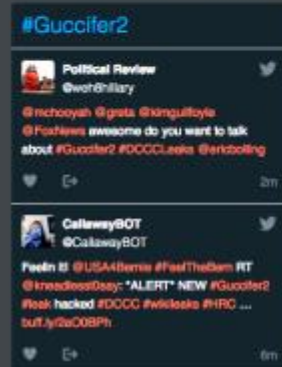 #Guccifer2
Political Review
@weh8hillary
@mchooyah @greta @kimguilfoyle
@FoxNews awesome do you want to talk
about #Guccifer2 #DCCCLeaks @ericbolling
2m
CallawayBOT
@CallawayBOT
Feelin It! @USA4Bernie #FeelTheBern RT
@kneadlesst0say: "ALERT" NEW #Guccifer2
#leak hacked #DCCC #wikileaks #HRC ...
6m